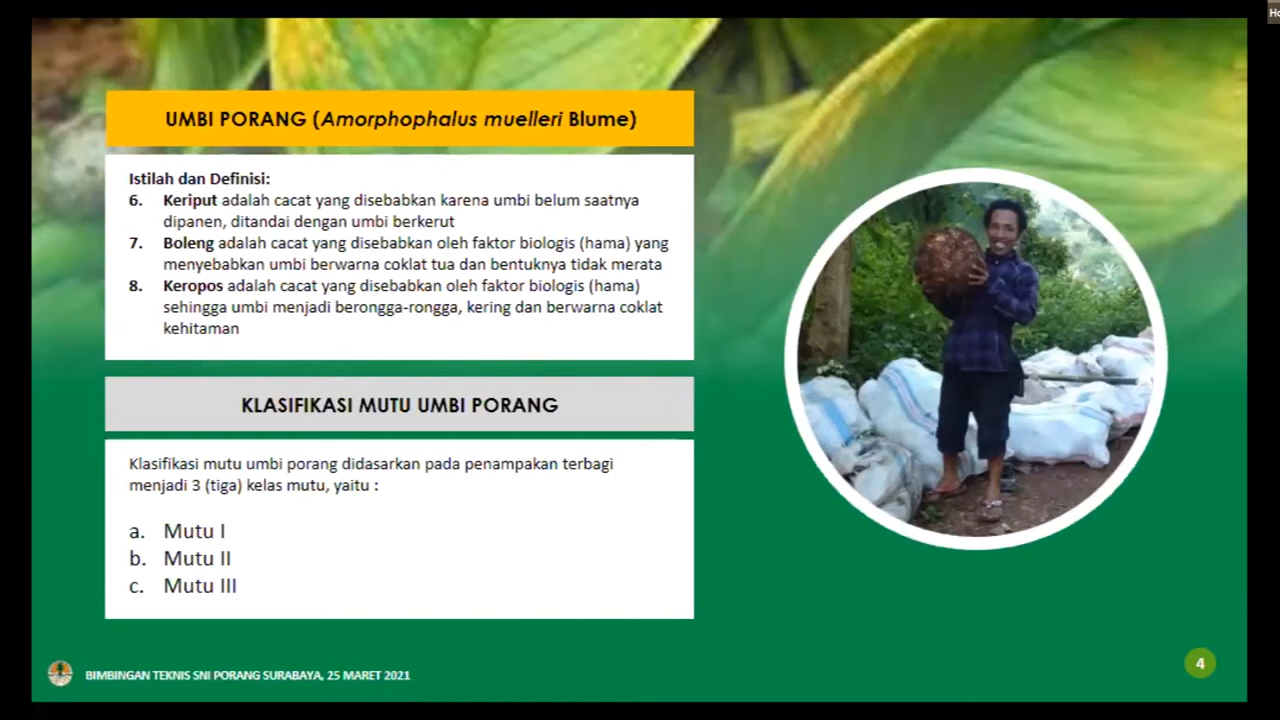 UMBI PORANG (Amorphophalus muelleri Blume)
Istilah dan Definisi:
6. Keriput adalah cacat yang disebabkan karena umbi belum saatnya
dipanen, ditandai dengan umbi berkerut
7. Boleng adalah cacat yang disebabkan oleh faktor biologis (hama) yang
menyebabkan umbi berwarna coklat tua dan bentuknya tidak merata
8. Keropos adalah cacat yang disebabkan oleh faktor biologis (hama)
sehingga umbi menjadi berongga-rongga, kering dan berwarna coklat
kehitaman
KLASIFIKASI MUTU UMBI PORANG
Klasifikasi mutu umbi porang didasarkan pada penampakan terbagi
menjadi 3 (tiga) kelas mutu, yaitu :
a. Mutu I
b. Mutu II
c. Mutu III
BIMBINGAN TEKNIS SNI PORANG SURABAYA, 25 MARET 2021
4